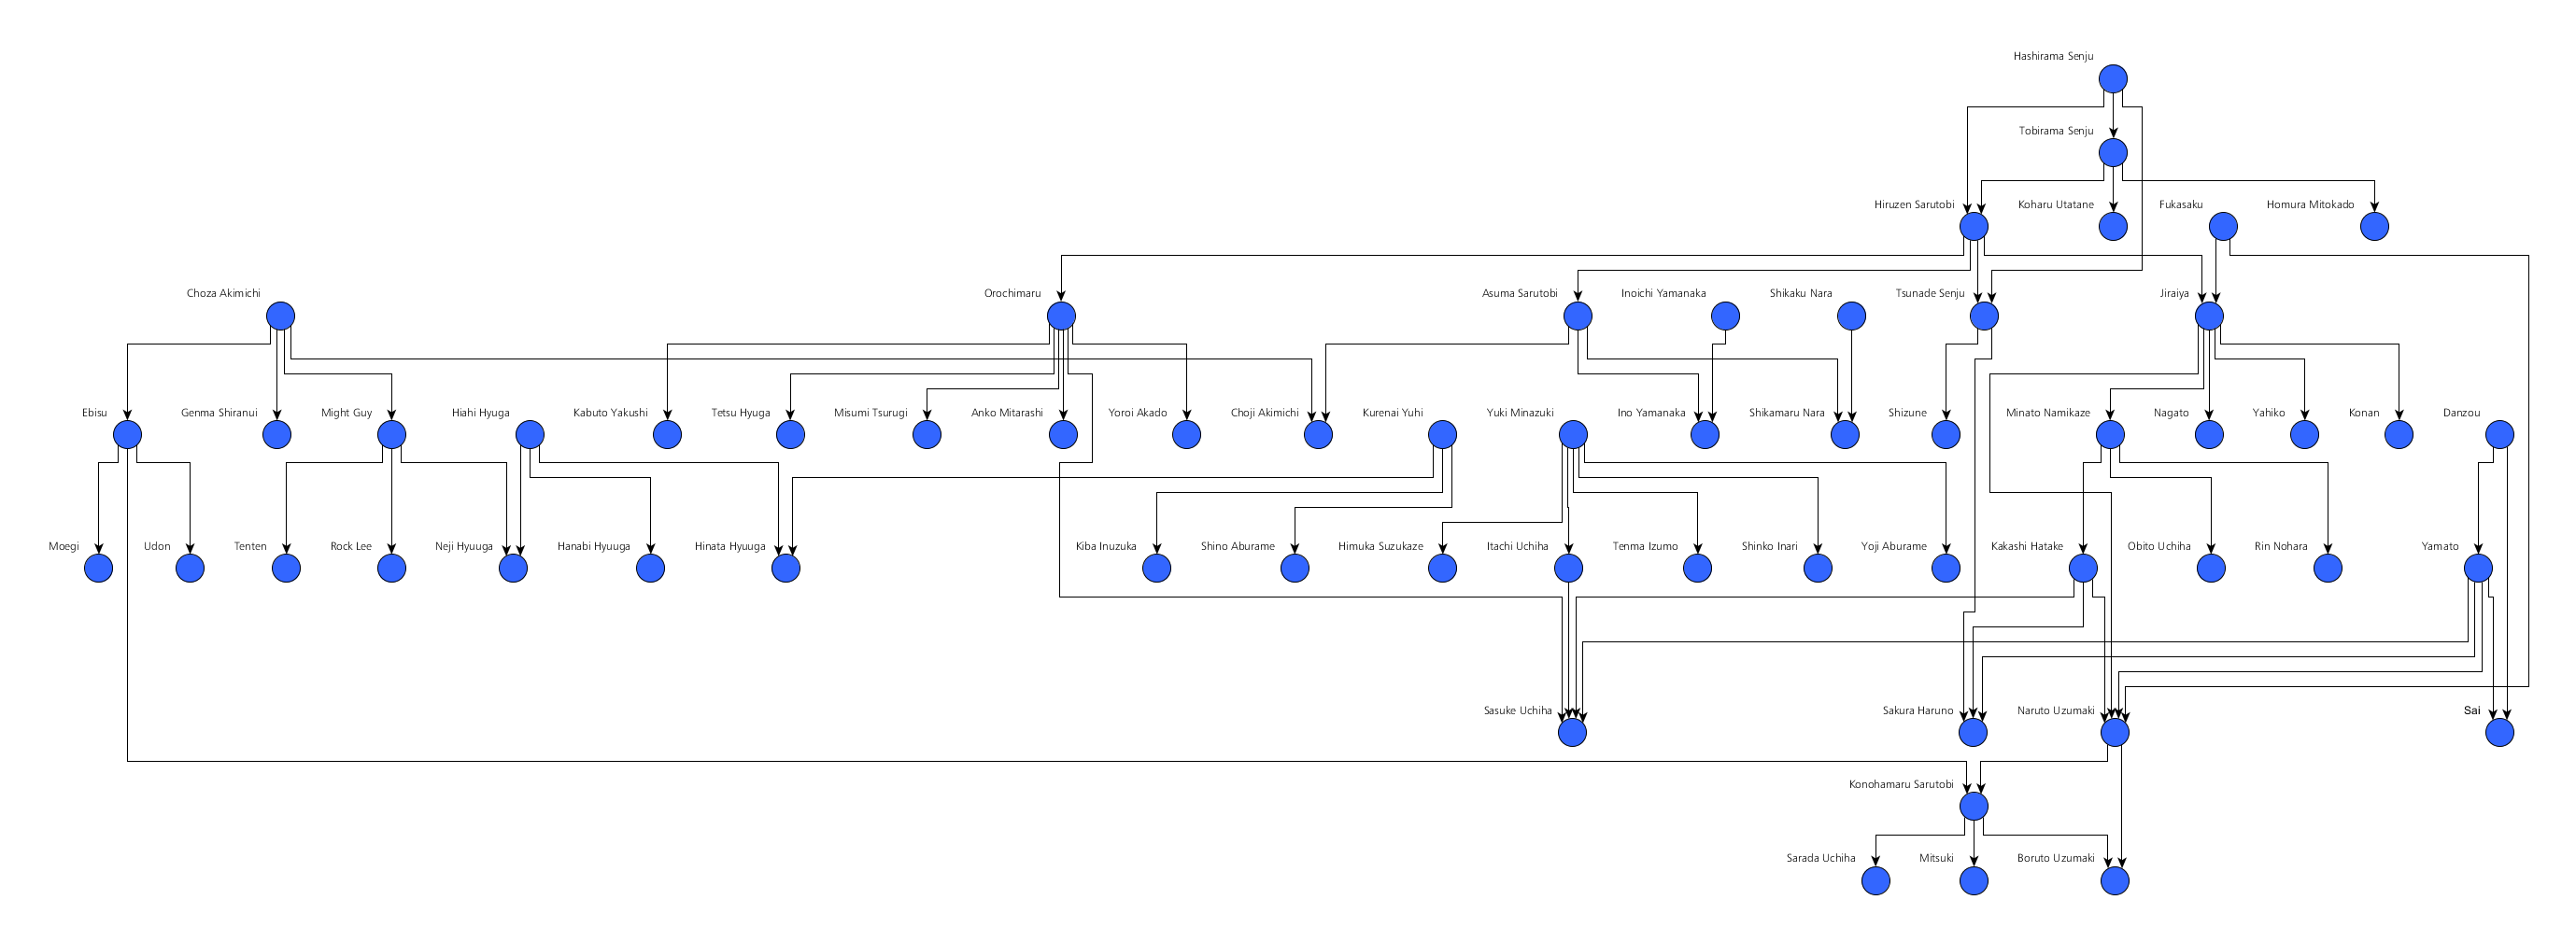 Hashirama Senju
Tobirama Senju
Hiruzen Sarutobi
Koharu Utatane
Fukasaku
Homura Mitokado
Choza Akimichi
Orochimaru
Asuma Sarutobi
Inoichi Yamanaka
Shikaku Nara
Tsunade Senju
Jiraiya
Ebisu
Genma Shiranui
Might Guy
Hiahi Hyuga
Kabuto Yakushi
Tetsu Hyuga
Misumi Tsurugi
Anko Mitarashi
Yoroi Akado
Choji Akimichi
Kurenai Yuhi
Yuki Minazuki
Ino Yamanaka
Shikamaru Nara
Shizune
Minato Namikaze
Nagato
Yahiko
Konan
Danzou
Moegi
Udon
Tenten
Rock Lee
Neji Hyuuga
Hanabi Hyuuga
Hinata Hyuuga
Kiba Inuzuka
Shino Aburame
Himuka Suzukaze
Itachi Uchiha
Tenma Izumo
Shinko Inari
Yoji Aburame
Kakashi Hatake
Obito Uchiha
Rin Nohara
Yamato
Sasuke Uchiha
Sakura Haruno
Naruto Uzumaki
Sai
Konohamaru Sarutobi
Sarada Uchiha
Mitsuki
Boruto Uzumaki